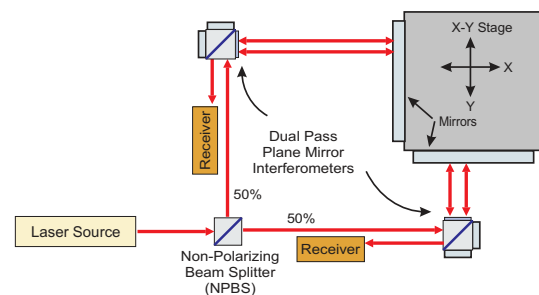 X-Y Stage
X
Y
Mirrors
Receiver
Dual Pass
Plane Mirror
Interferometers
50%
50%
Laser Source
Receiver
Non-Polarizing
Beam Splitter
(NPBS)